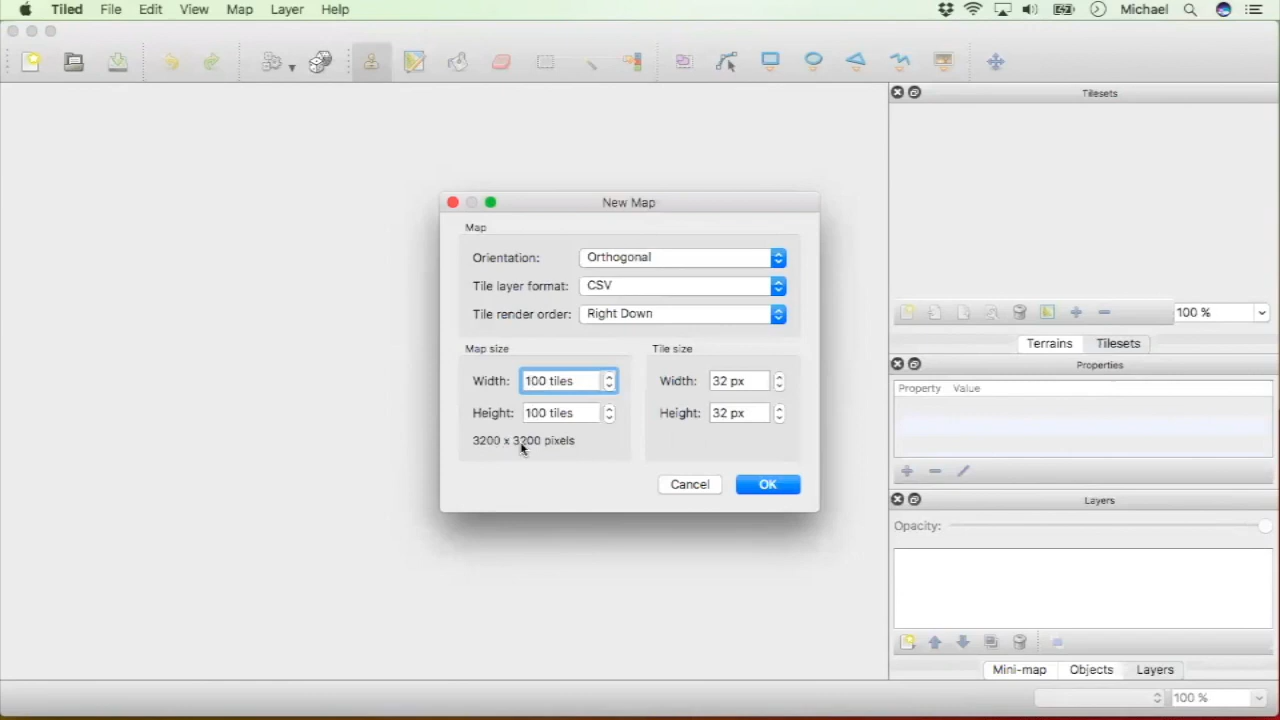 Tiled File Edit View Map Layer Help Michael
Tilesets
New Map
Map
Orientation: Orthogonal
Tile layer format: CSV
Tile render order: Right Down
100 %
Terrains Tilesets
Map size Tile size
Properties
Width: 100 tiles Width: 32 px
Property Value
Height: 100 tiles Height: 32 px
3200 x 3200 pixels
Cancel OK
Layers
Opacity:
Mini-map Objects Layers
100 %